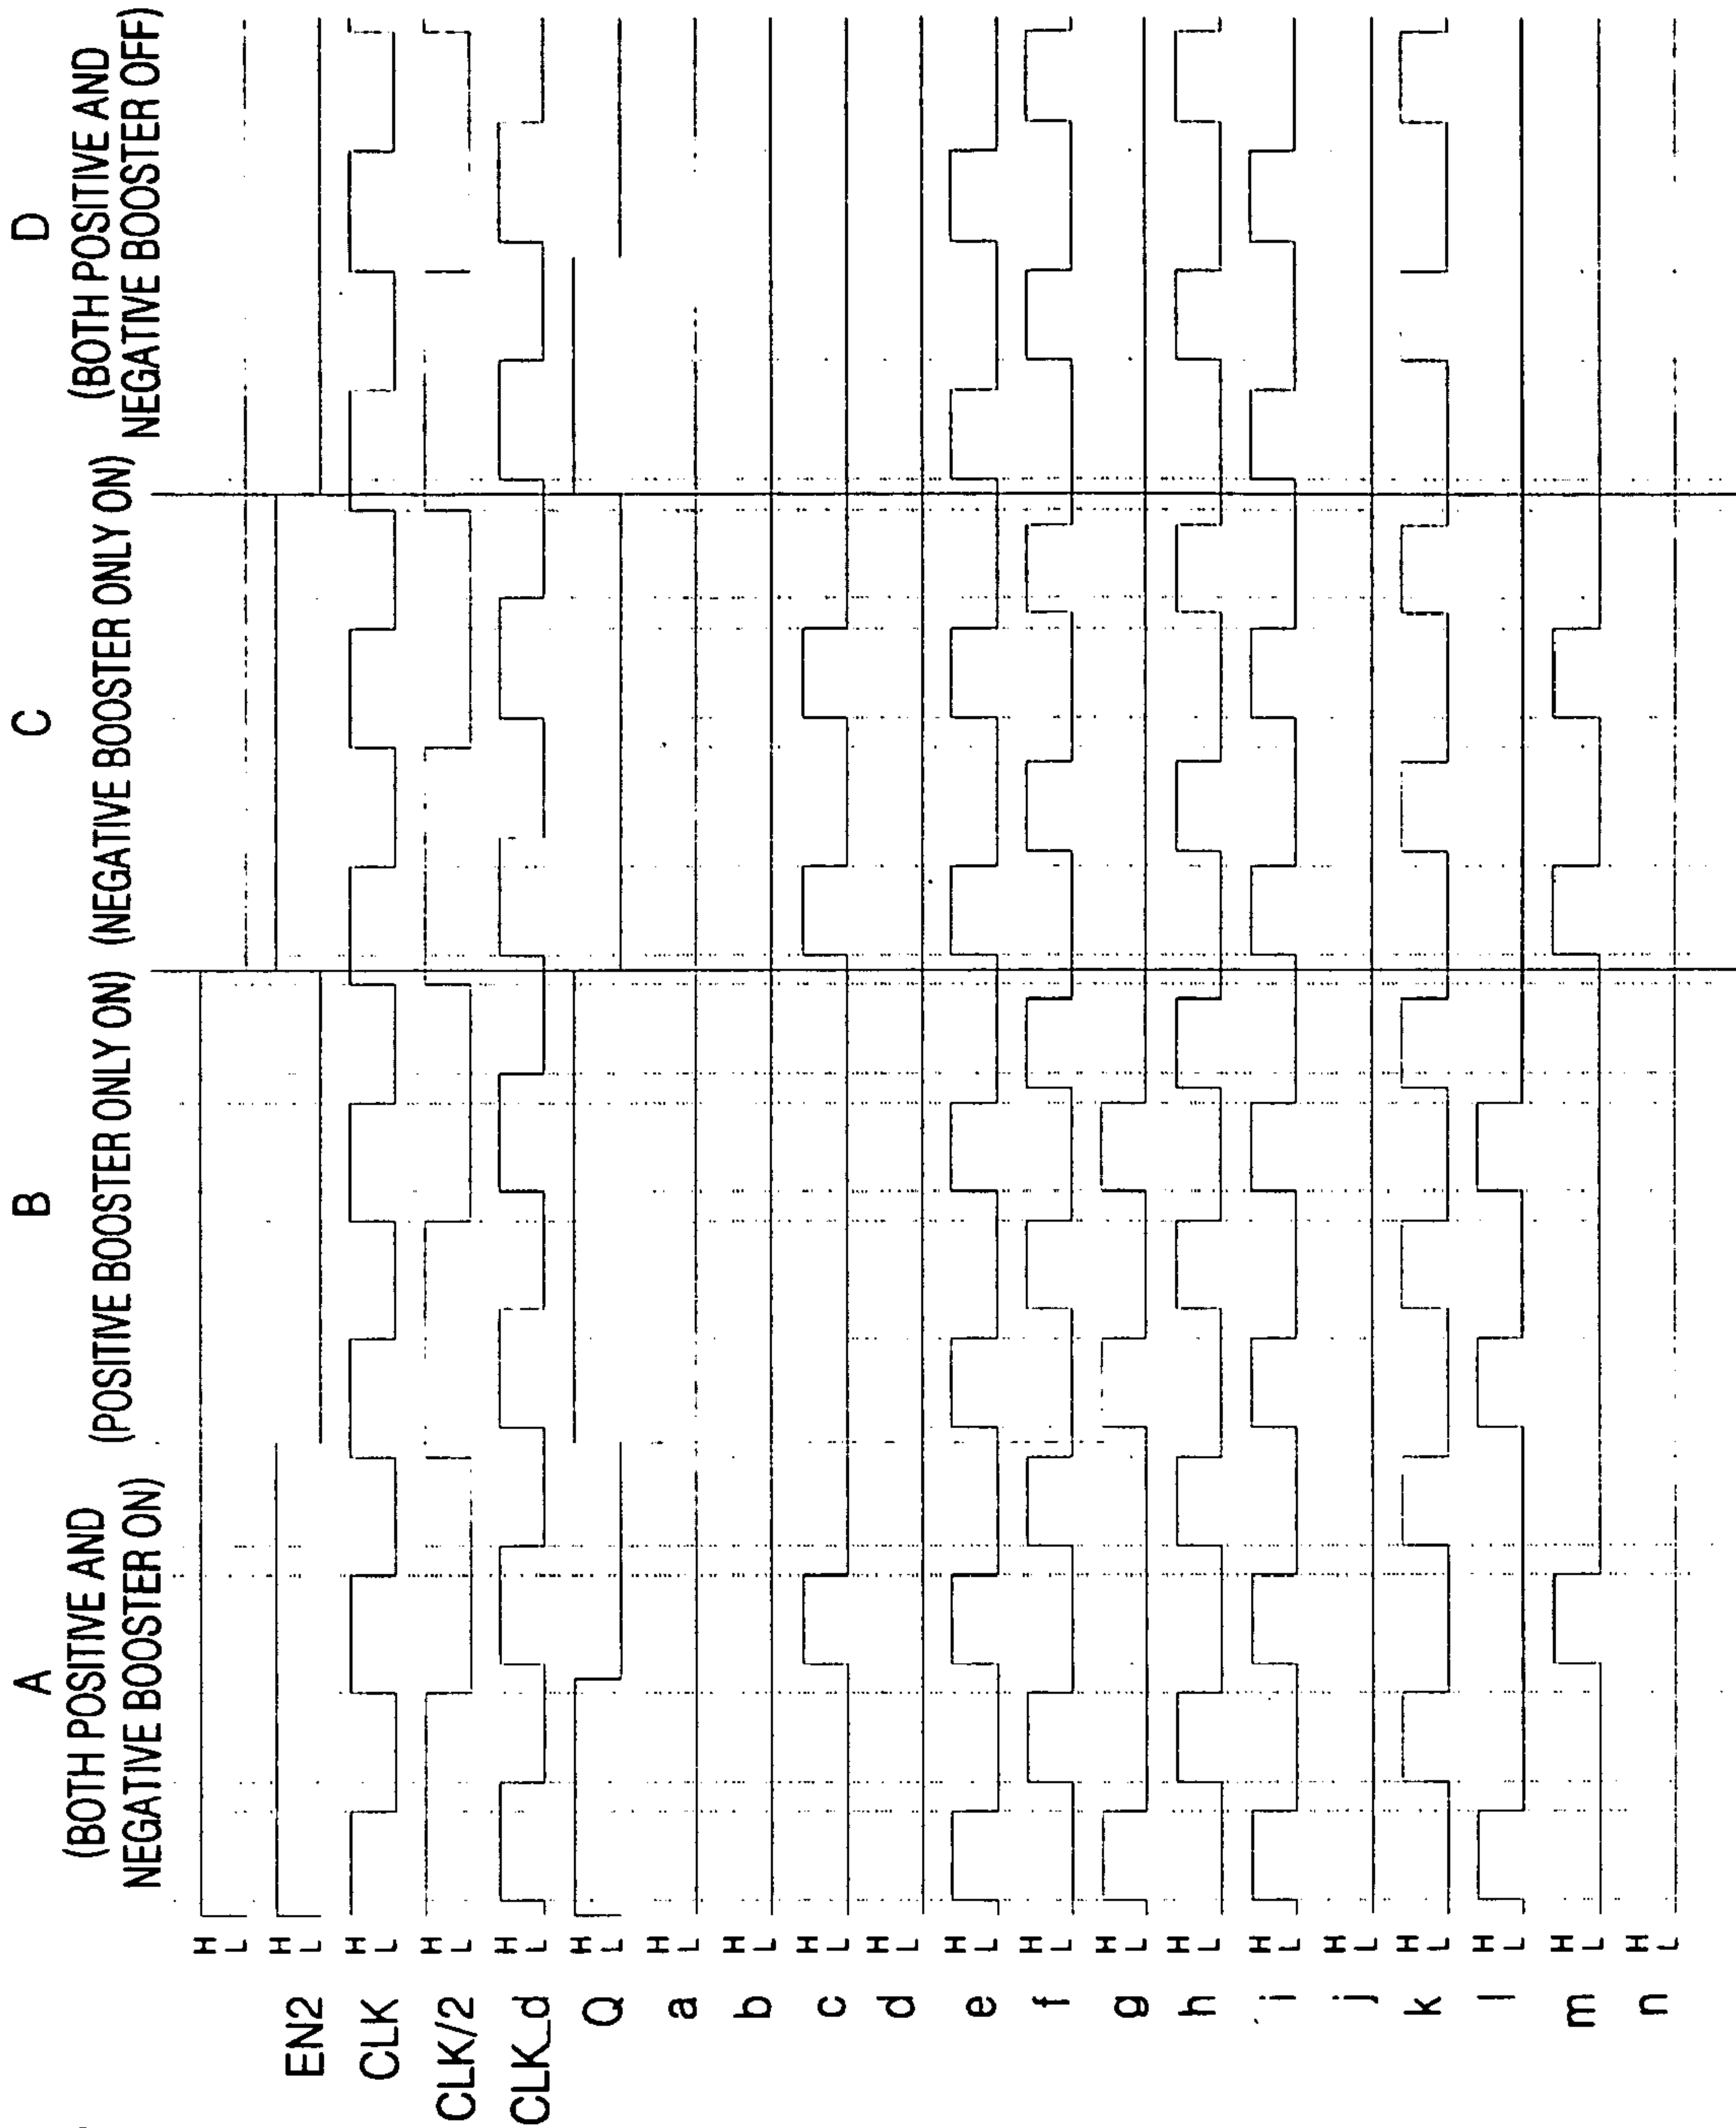 A
(BOTH POSITIVE AND
NEGATIVE BOOSTER ON)
B
(POSITIVE BOOSTER ONLY ON)
C
(NEGATIVE BOOSTER ONLY ON)
D
(BOTH POSITIVE AND
NEGATIVE BOOSTER OFF)
H
L
EN2 H
L
CLK H
L
CLK/2 H
L
CLK_d H
L
Q H
L
a H
L
b H
L
c H
L
d H
L
e H
L
f H
L
g H
L
h H
L
i H
L
j H
L
k H
L
l H
L
m H
L
n H
L